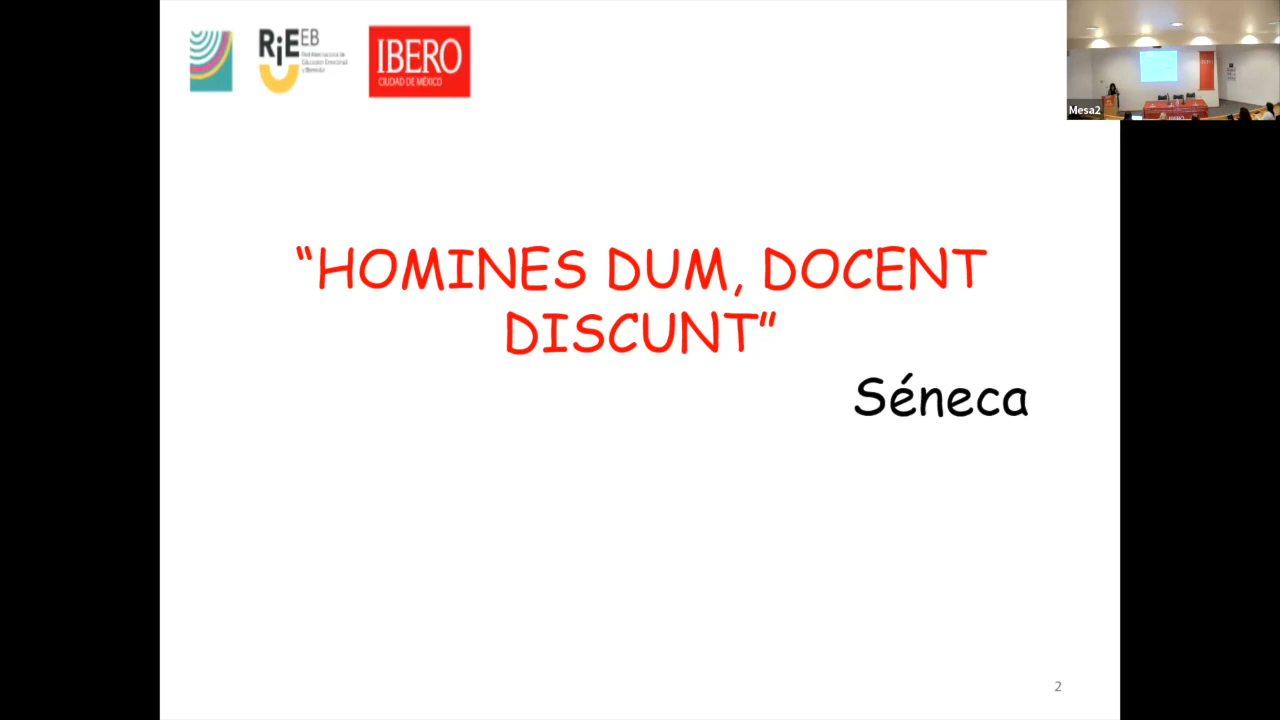 RiEEB
Red Internacional de
Educación Emocional
y Bienestar
IBERO
CIUDAD DE MÉXICO
Mesa2
“HOMINES DUM, DOCENT
DISCUNT”
Séneca
2